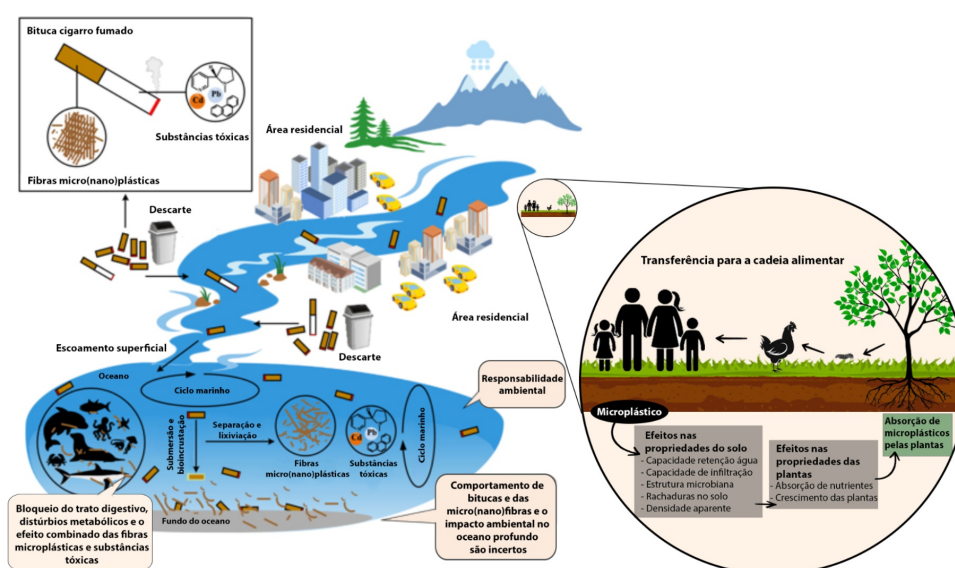 Bituca cigarro fumado
Cd
Pb
Substâncias tóxicas
Fibras micro(nano)plásticas
Descarte
Área residencial
Área residencial
Descarte
Escoamento superficial
Oceano
Ciclo marinho
Submersão e
bioincrustação
Separação e
lixiviação
Fibras
micro(nano)plásticas
Cd
Pb
Substâncias
tóxicas
Ciclo marinho
Responsabilidade
ambiental
Fundo do oceano
Bloqueio do trato digestivo,
distúrbios metabólicos e o
efeito combinado das fibras
microplásticas e substâncias
tóxicas
Comportamento de
bitucas e das
micro(nano)fibras e o
impacto ambiental no
oceano profundo
são incertos
Transferência para a cadeia alimentar
Microplástico
Efeitos nas
propriedades do solo
- Capacidade retenção água
- Capacidade de infiltração
- Estrutura microbiana
- Rachaduras no solo
- Densidade aparente
Efeitos nas
propriedades das
plantas
- Absorção de nutrientes
- Crescimento das plantas
Absorção de
microplásticos
pelas plantas